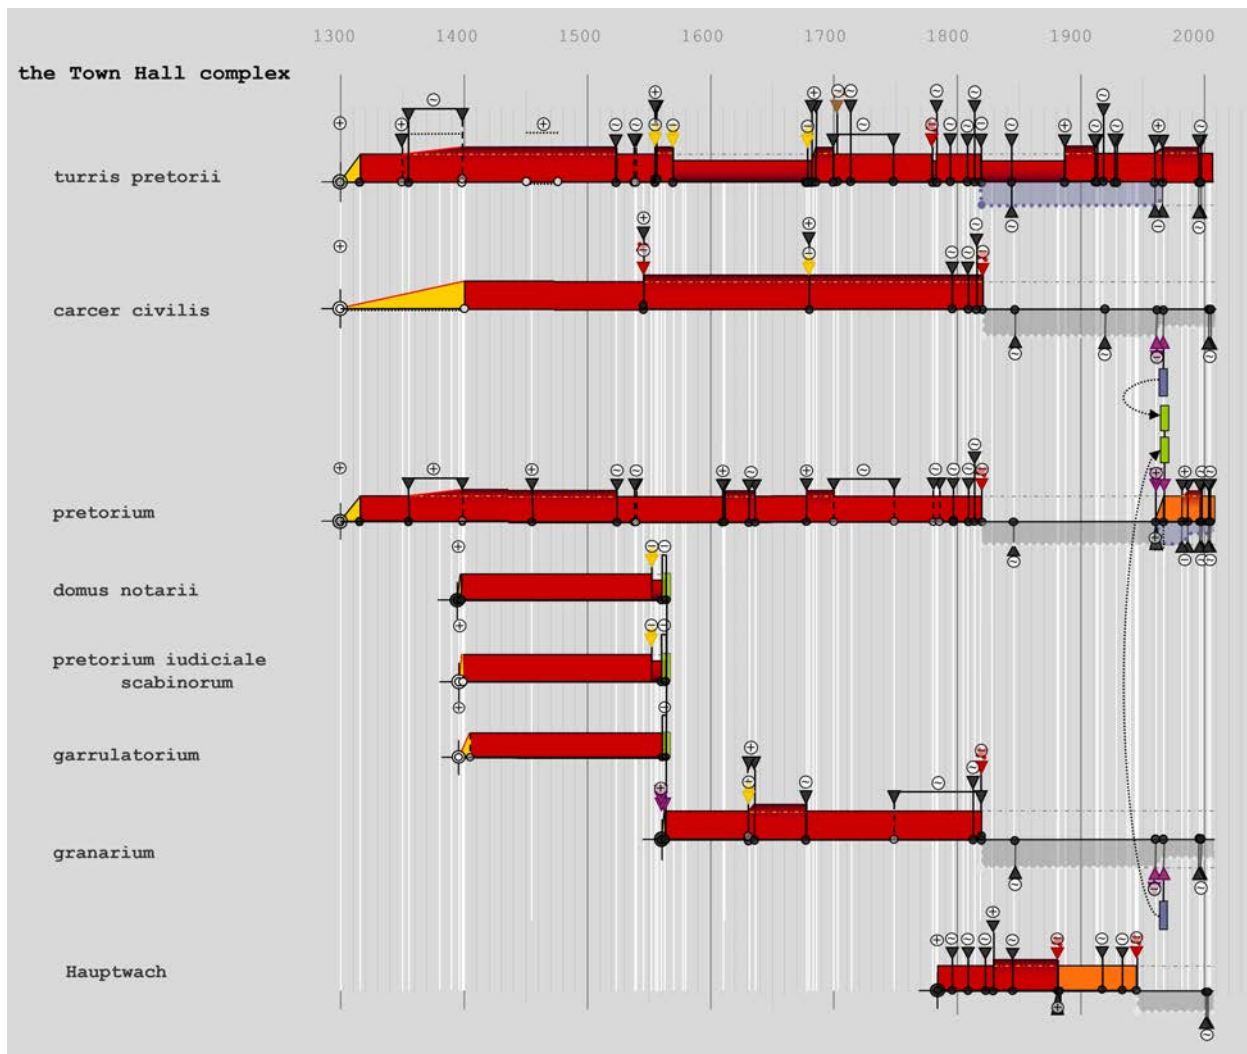 1300 1400 1500 1600 1700 1800 1900 2000
the Town Hall complex
turris pretorii
carcer civilis
pretorium
domus notarii
pretorium iudiciale
scabinorum
garrulatorium
granarium
Hauptwach